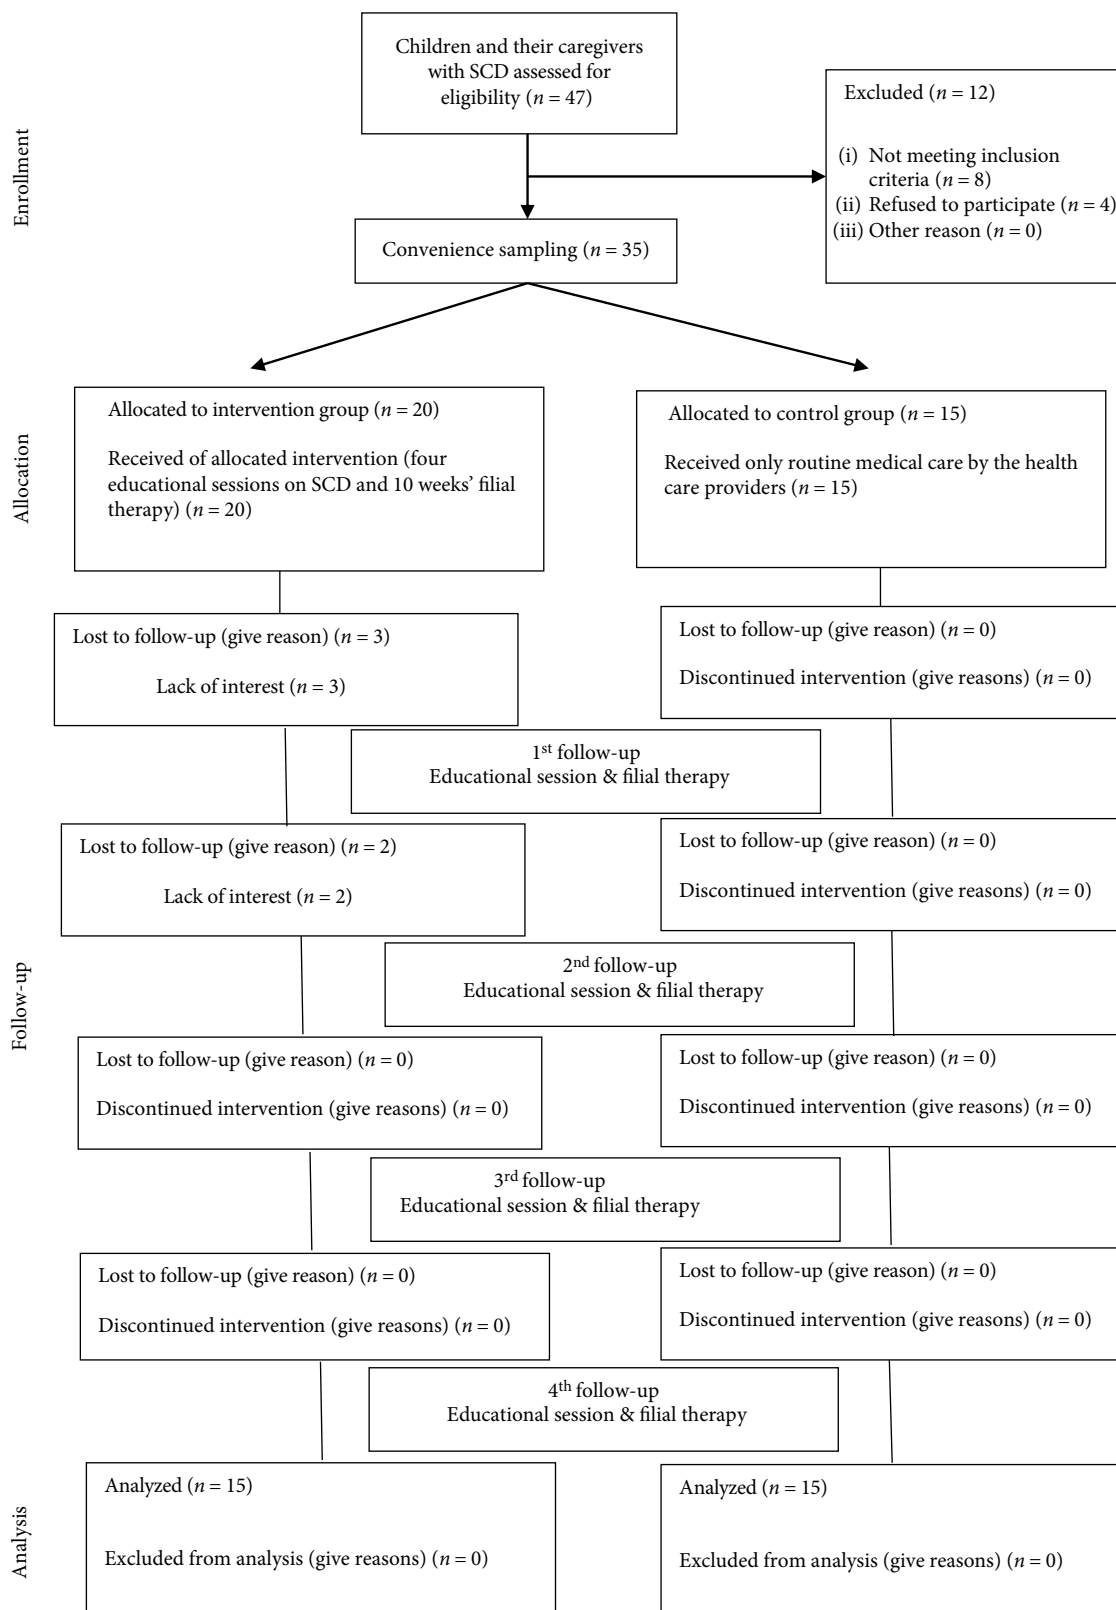 Children and their caregivers
with SCD assessed for
eligibility (n = 47)
Excluded (n = 12)
(i) Not meeting inclusion
criteria (n = 8)
(ii) Refused to participate (n = 4)
(iii) Other reason (n = 0)
Enrollment
Convenience sampling (n = 35)
Allocation
Allocated to intervention group (n = 20)
Received of allocated intervention (four
educational sessions on SCD and 10 weeks’ filial
therapy) (n = 20)
Allocated to control group (n = 15)
Received only routine medical care by the health
care providers (n = 15)
Lost to follow-up (give reason) (n = 3)
Lack of interest (n = 3)
Lost to follow-up (give reason) (n = 0)
Discontinued intervention (give reasons) (n = 0)
1st follow-up
Educational session & filial therapy
Lost to follow-up (give reason) (n = 2)
Lack of interest (n = 2)
Lost to follow-up (give reason) (n = 0)
Discontinued intervention (give reasons) (n = 0)
Follow-up
2nd follow-up
Educational session & filial therapy
Lost to follow-up (give reason) (n = 0)
Discontinued intervention (give reasons) (n = 0)
Lost to follow-up (give reason) (n = 0)
Discontinued intervention (give reasons) (n = 0)
3rd follow-up
Educational session & filial therapy
Lost to follow-up (give reason) (n = 0)
Discontinued intervention (give reasons) (n = 0)
Lost to follow-up (give reason) (n = 0)
Discontinued intervention (give reasons) (n = 0)
4th follow-up
Educational session & filial therapy
Analysis
Analyzed (n = 15)
Excluded from analysis (give reasons) (n = 0)
Analyzed (n = 15)
Excluded from analysis (give reasons) (n = 0)